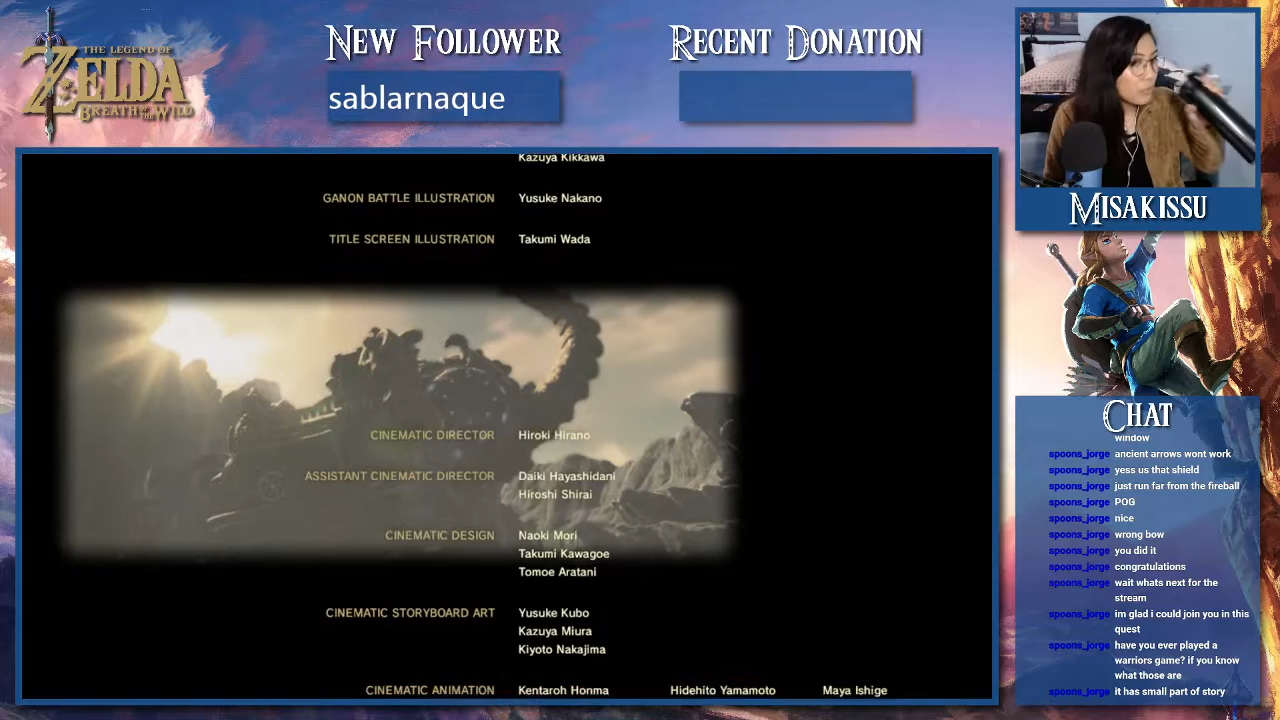 THE LEGEND OF
ZELDA
BREATH OF THE WILD
NEW FOLLOWER
sablarnaque
RECENT DONATION
MISAKISSU
Kazuya Kikkawa
GANON BATTLE ILLUSTRATION Yusuke Nakano
TITLE SCREEN ILLUSTRATION Takumi Wada
CINEMATIC DIRECTOR Hiroki Hirano
ASSISTANT CINEMATIC DIRECTOR Daiki Hayashidani
Hiroshi Shirai
CINEMATIC DESIGN Naoki Mori
Takumi Kawagoe
Tomoe Aratani
CINEMATIC STORYBOARD ART Yusuke Kubo
Kazuya Miura
Kiyoto Nakajima
CINEMATIC ANIMATION Kentaroh Honma Hidehito Yamamoto Maya Ishige
CHAT
window
spoons_jorge ancient arrows wont work
spoons_jorge yess us that shield
spoons_jorge just run far from the fireball
spoons_jorge POG
spoons_jorge nice
spoons_jorge wrong bow
spoons_jorge you did it
spoons_jorge congratulations
spoons_jorge wait whats next for the
stream
spoons_jorge im glad i could join you in this
quest
spoons_jorge have you ever played a
warriors game? if you know
what those are
spoons_jorge it has small part of story